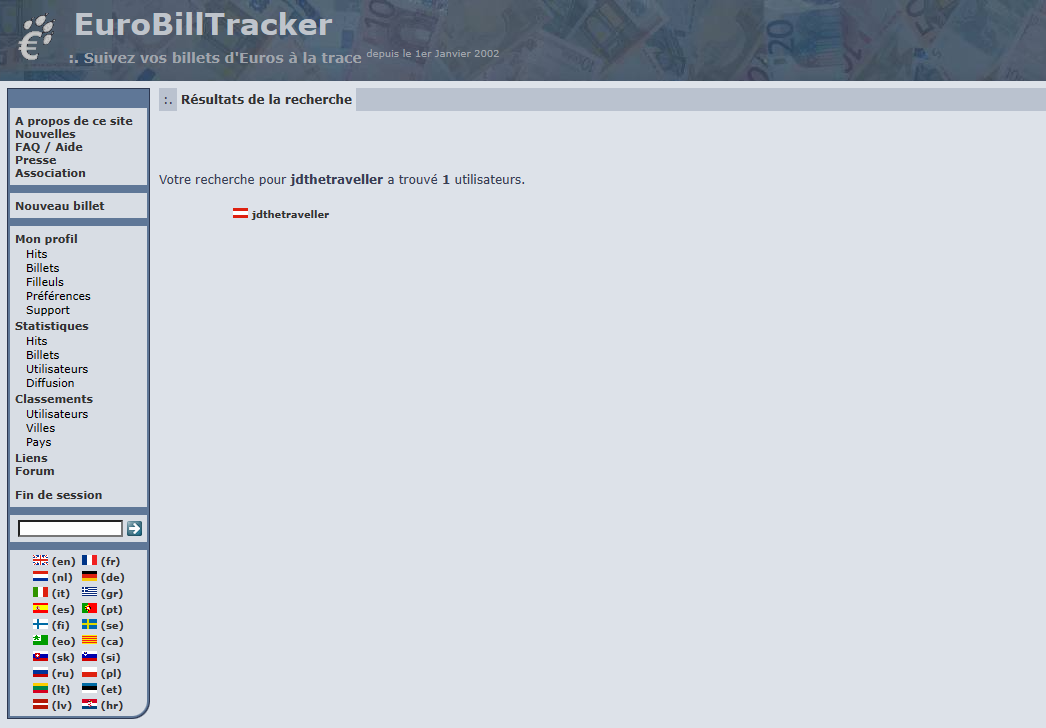 EuroBillTracker
:. Suivez vos billets d'Euros à la trace depuis le 1er Janvier 2002
A propos de ce site
Nouvelles
FAQ / Aide
Presse
Association
Nouveau billet
Mon profil
Hits
Billets
Filleuls
Préférences
Support
Statistiques
Hits
Billets
Utilisateurs
Diffusion
Classements
Utilisateurs
Villes
Pays
Liens
Forum
Fin de session
(en) (fr)
(nl) (de)
(it) (gr)
(es) (pt)
(fi) (se)
(eo) (ca)
(sk) (si)
(ru) (pl)
(lt) (et)
(lv) (hr)
:. Résultats de la recherche
Votre recherche pour jdthetraveller a trouvé 1 utilisateurs.
jdthetraveller